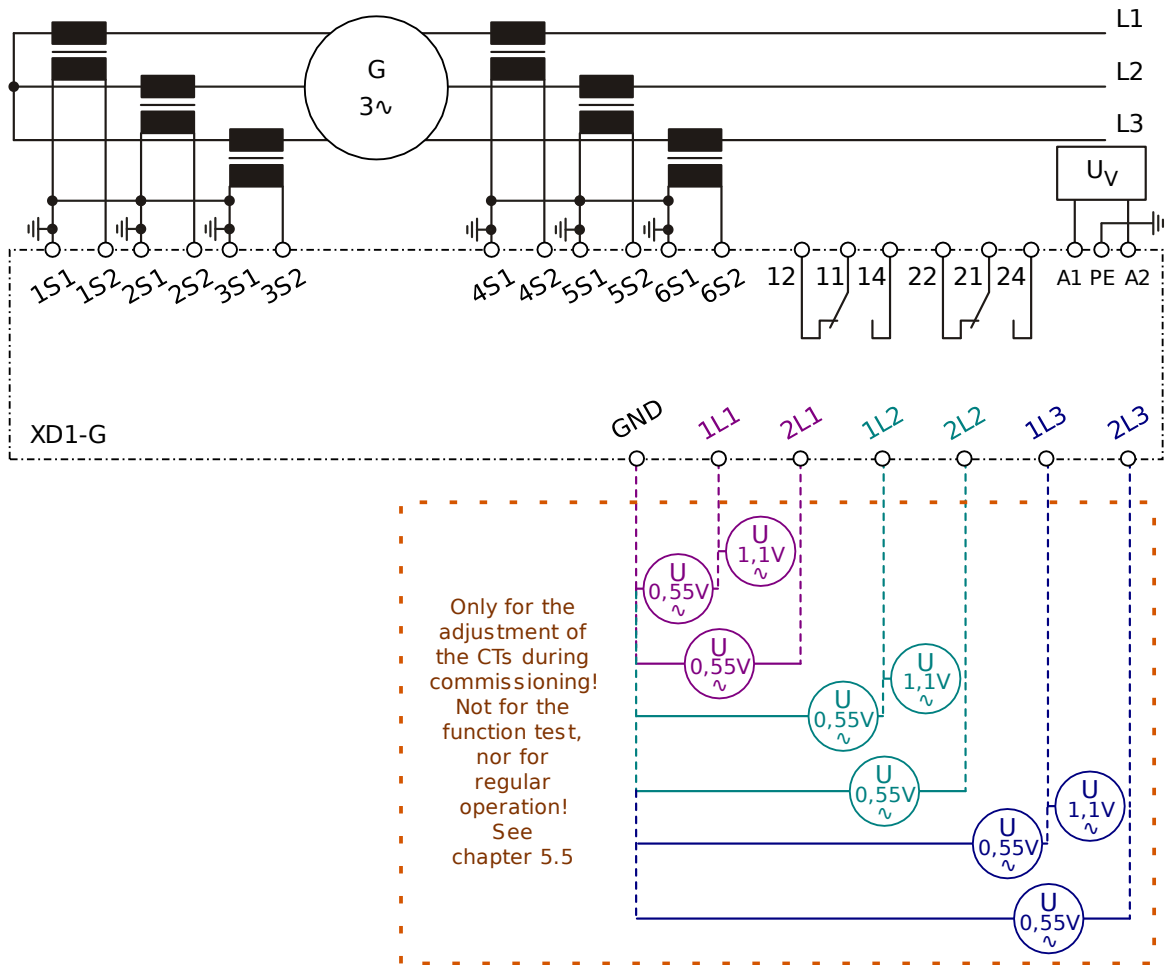 L1
G
3∿
L2
L3
U
V
1S1 1S2 2S1 2S2 3S1 3S2 4S1 4S2 5S1 5S2 6S1 6S2 12 11 14 22 21 24 A1 PE A2
XD1-G
GND 1L1 2L1 1L2 2L2 1L3 2L3
U
1,1V
∿
U
0,55V
∿
U
0,55V
∿
U
1,1V
∿
U
0,55V
∿
U
0,55V
∿
U
1,1V
∿
U
0,55V
∿
U
0,55V
∿
Only for the
adjustment of
the CTs during
commissioning!
Not for the
function test,
nor for
regular
operation!
See
chapter 5.5